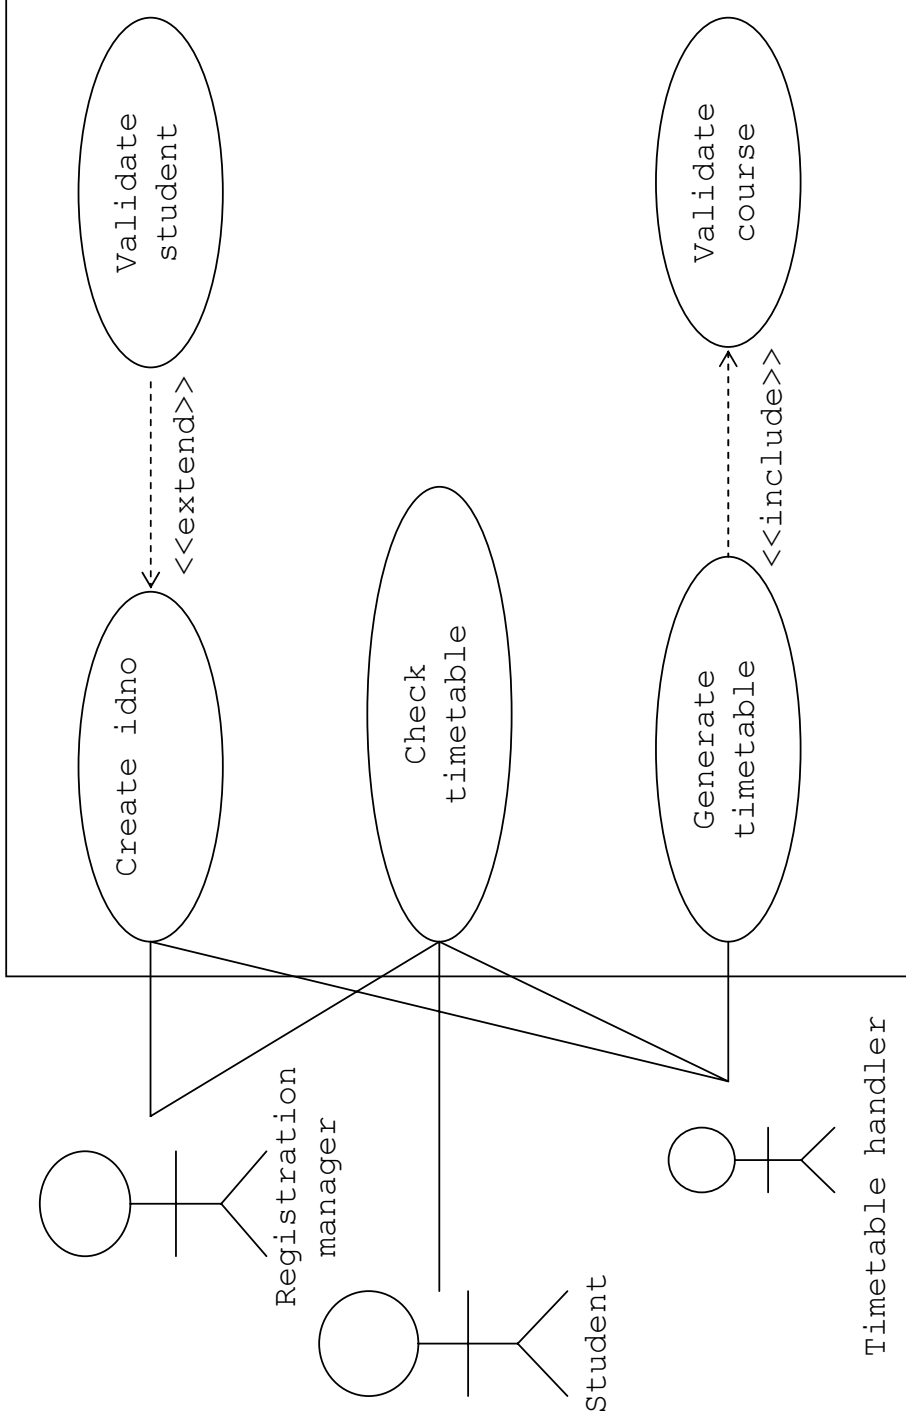 Registration
manager
Create idno
<<extend>>
Validate
student
Student
Check
timetable
Timetable handler
Generate
timetable
<<include>>
Validate
course